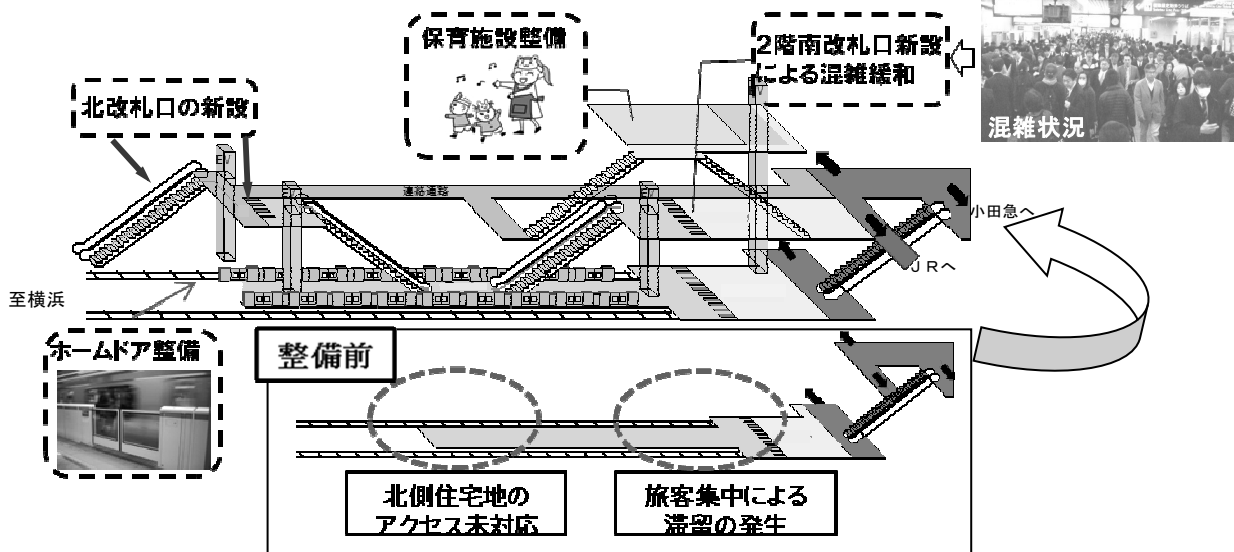 保育施設整備
2階南改札口新設
による混雑緩和
混雑状況
北改札口の新設
EV
EV
EV
EV
連絡通路
小田急へ
JRへ
至横浜
ホームドア整備
整備前
北側住宅地の
アクセス未対応
旅客集中による
滞留の発生